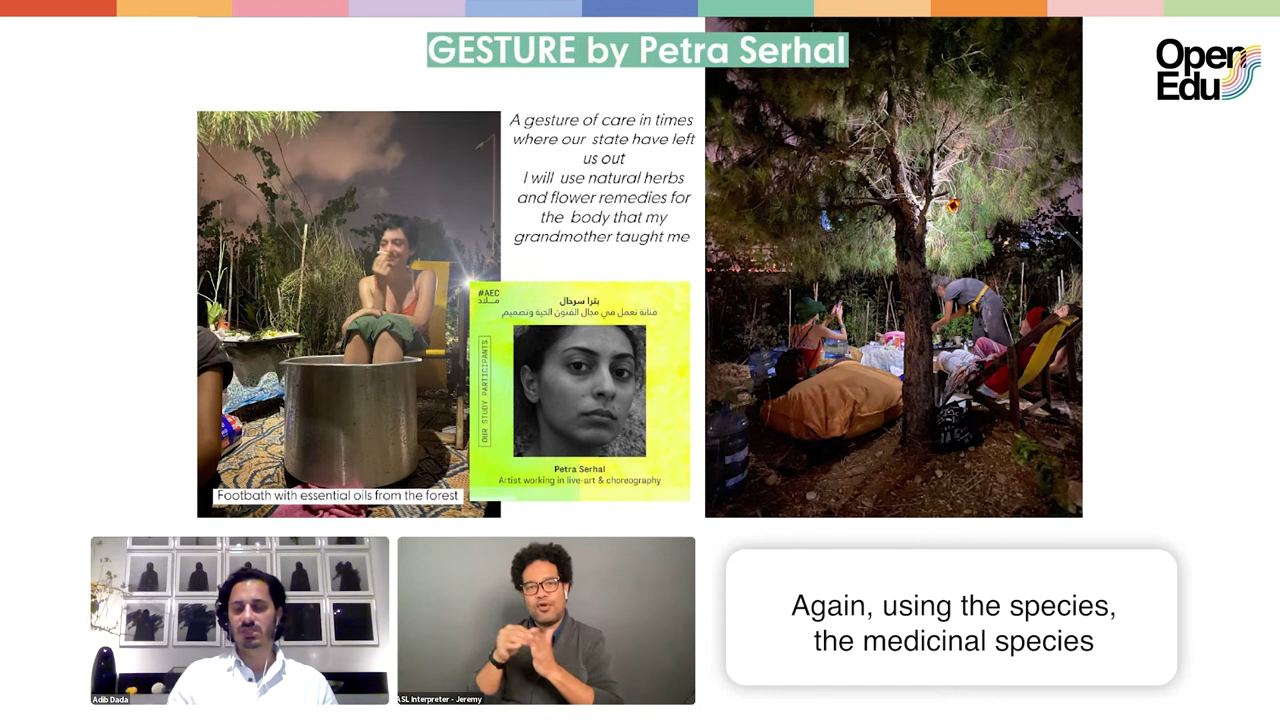 GESTURE by Petra Serhal
Open
Edu
A gesture of care in times
where our state have left
us out
I will use natural herbs
and flower remedies for
the body that my
grandmother taught me
#AEC
مــلاد
بترا سرحال
فنانة تعمل في مجال الفنون الحية وتصميم
OUR STUDY PARTICIPANTS
Petra Serhal
Artist working in live-art & choreography
Footbath with essential oils from the forest
Adib Dada
ASL Interpreter - Jeremy
Again, using the species,
the medicinal species